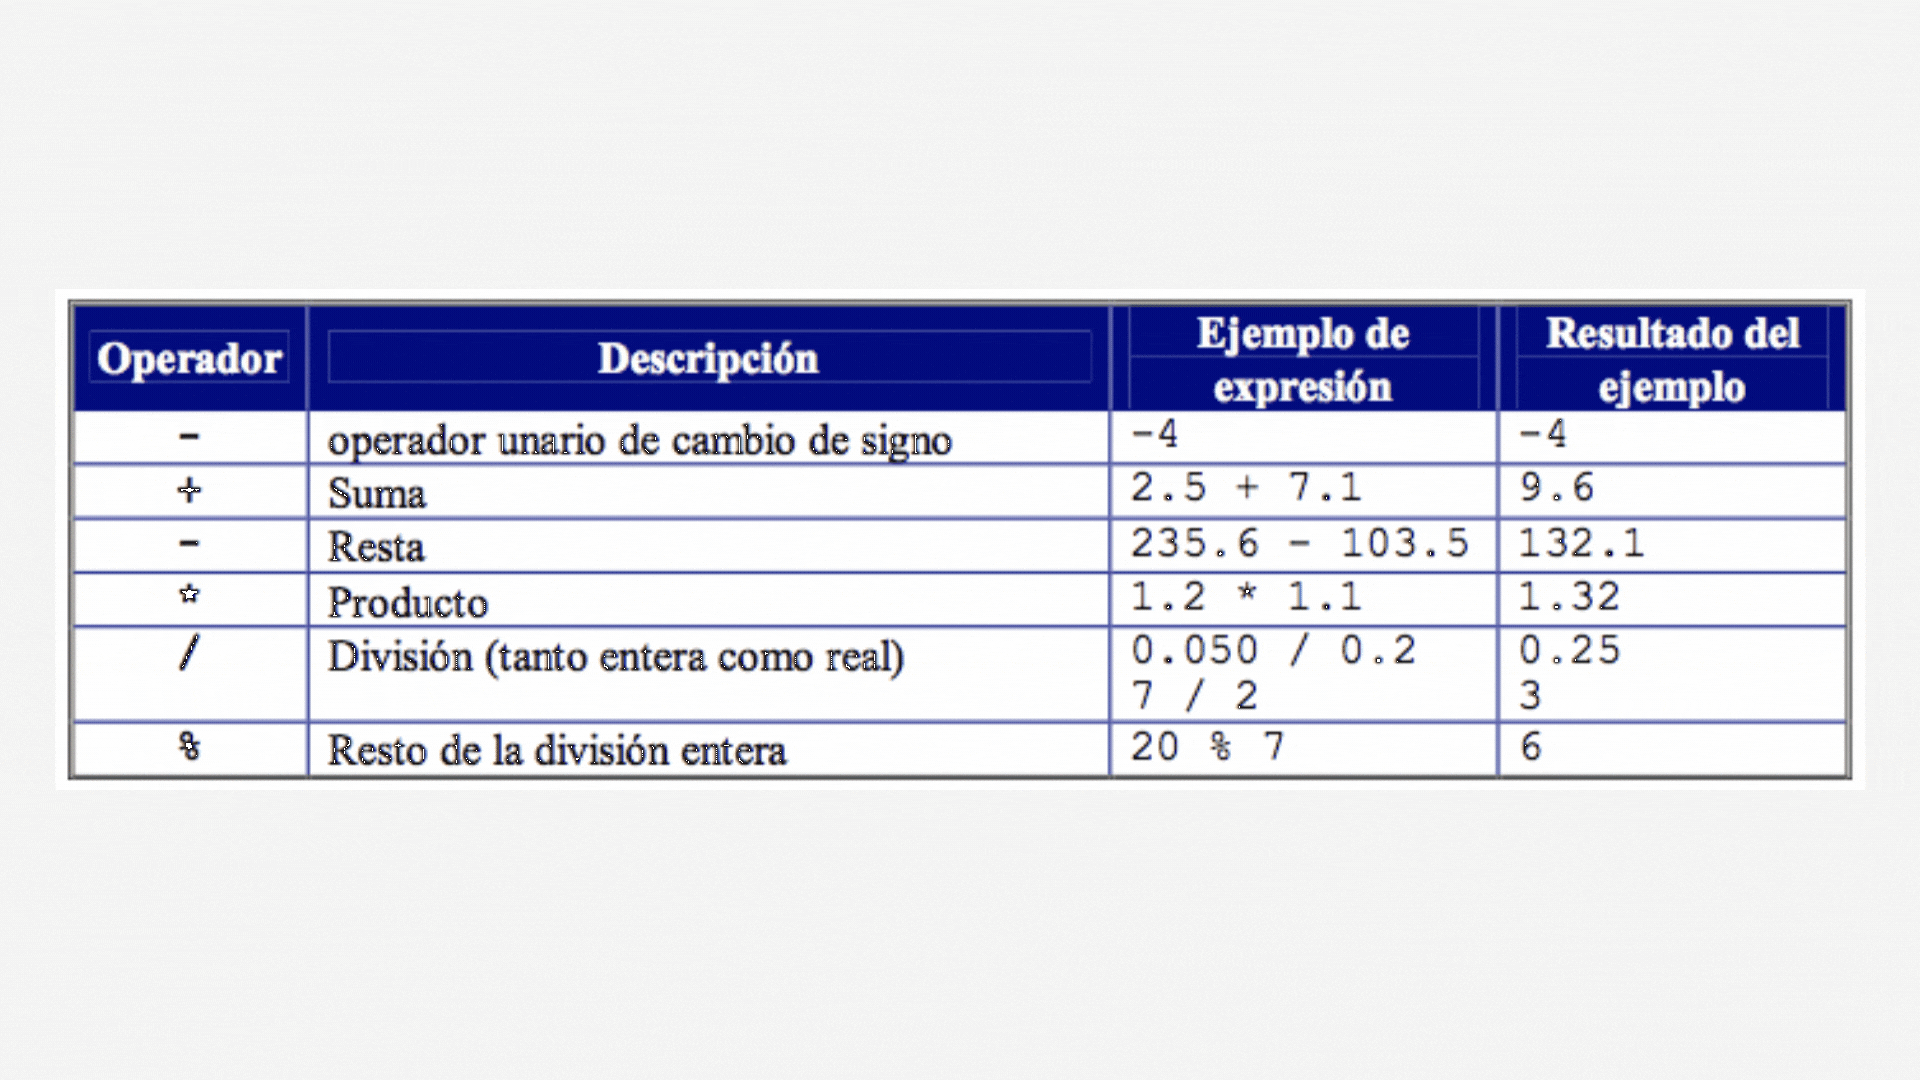 Operador Descripción Ejemplo de expresión Resultado del ejemplo
- operador unario de cambio de signo -4 -4
+ Suma 2.5 + 7.1 9.6
- Resta 235.6 - 103.5 132.1
* Producto 1.2 * 1.1 1.32
/ División (tanto entera como real) 0.050 / 0.2 0.25
7 / 2 3
% Resto de la división entera 20 % 7 6